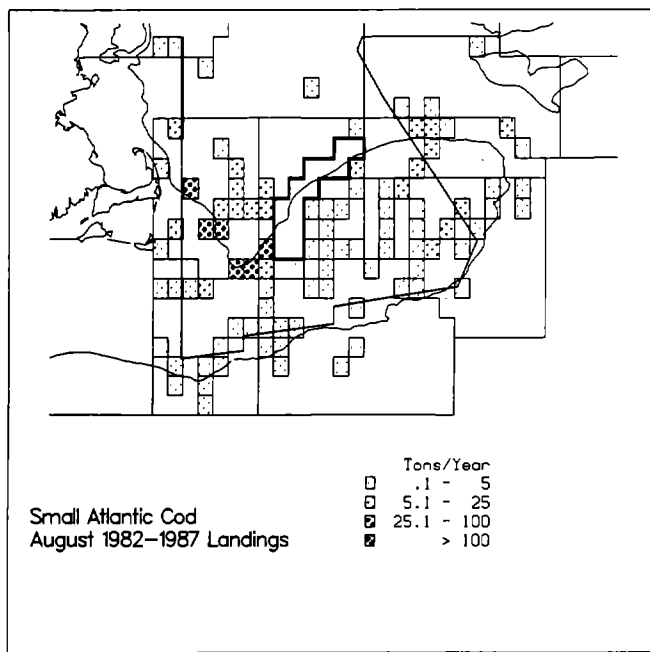 Tons/Year
.1 - 5
5.1 - 25
25.1 - 100
> 100
Small Atlantic Cod
August 1982-1987 Landings